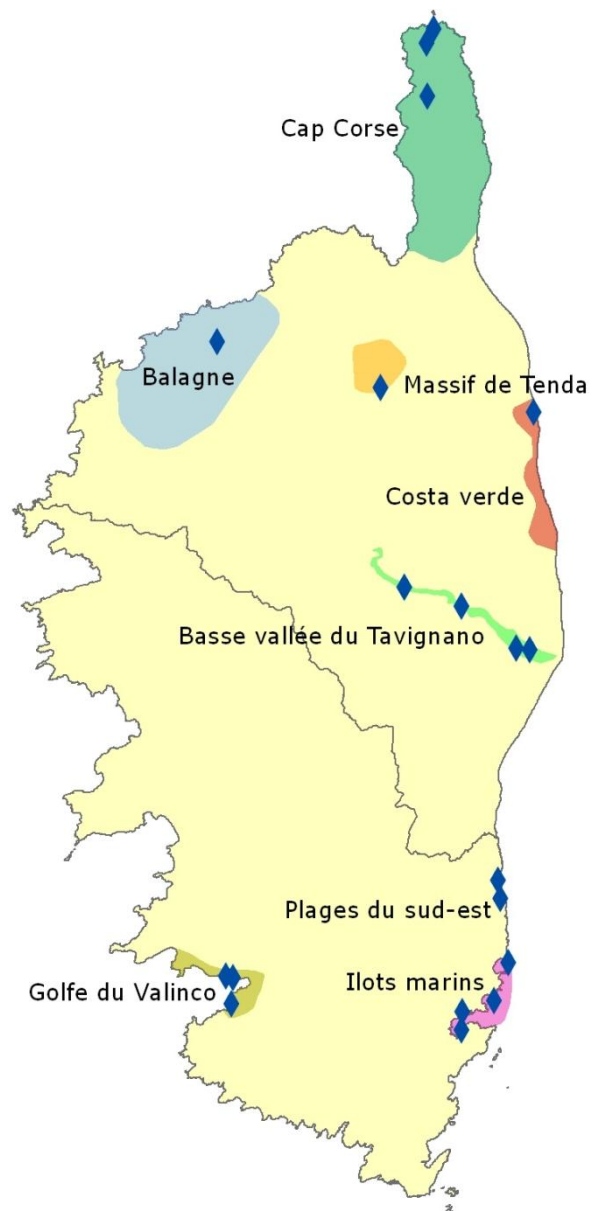 Cap Corse
Balagne
Massif de Tenda
Costa verde
Basse vallée du Tavignano
Plages du sud-est
Ilots marins
Golfe du Valinco